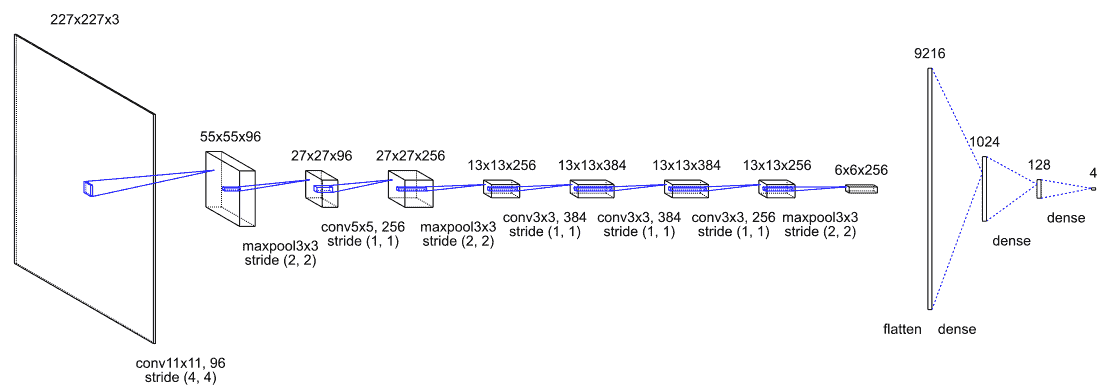 227x227x3
55x55x96
27x27x96
27x27x256
13x13x256
13x13x384
13x13x384
13x13x256
6x6x256
9216
1024
128
4
conv11x11, 96
stride (4, 4)
maxpool3x3
stride (2, 2)
conv5x5, 256
stride (1, 1)
maxpool3x3
stride (2, 2)
conv3x3, 384
stride (1, 1)
conv3x3, 384
stride (1, 1)
conv3x3, 256
stride (1, 1)
maxpool3x3
stride (2, 2)
flatten
dense
dense
dense